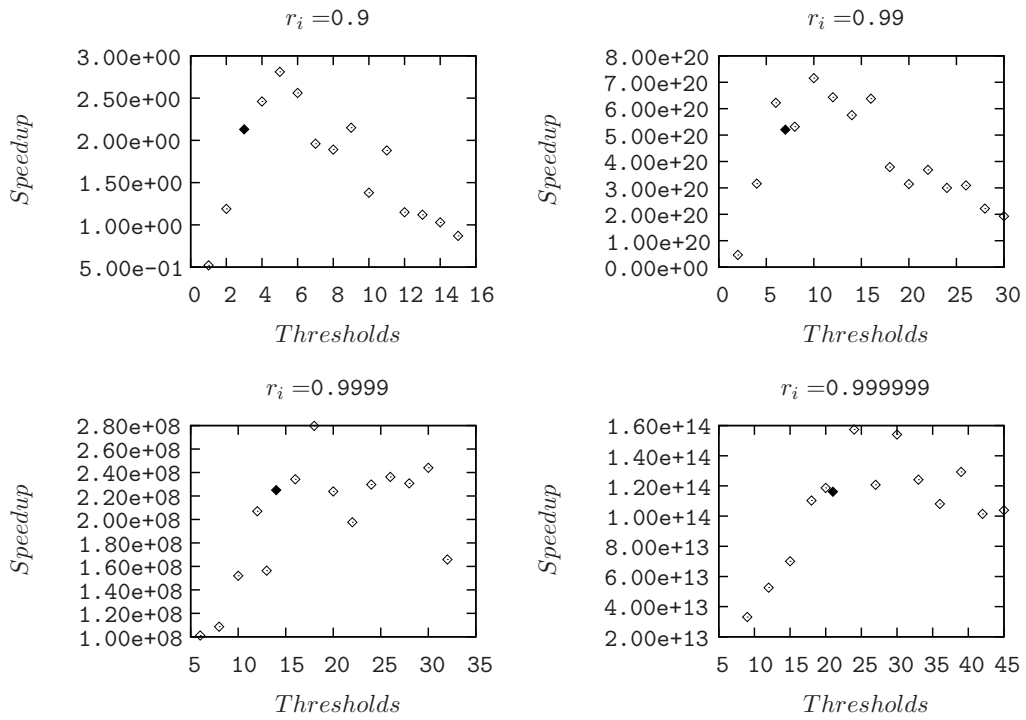 r_i =0.9
3.00e+00
2.50e+00
2.00e+00
1.50e+00
1.00e+00
5.00e-01
Speedup
0 2 4 6 8 10 12 14 16
Thresholds
r_i =0.99
8.00e+20
7.00e+20
6.00e+20
5.00e+20
4.00e+20
3.00e+20
2.00e+20
1.00e+20
0.00e+00
Speedup
0 5 10 15 20 25 30
Thresholds
r_i =0.9999
2.80e+08
2.60e+08
2.40e+08
2.20e+08
2.00e+08
1.80e+08
1.60e+08
1.40e+08
1.20e+08
1.00e+08
Speedup
5 10 15 20 25 30 35
Thresholds
r_i =0.999999
1.60e+14
1.40e+14
1.20e+14
1.00e+14
8.00e+13
6.00e+13
4.00e+13
2.00e+13
Speedup
5 10 15 20 25 30 35 40 45
Thresholds